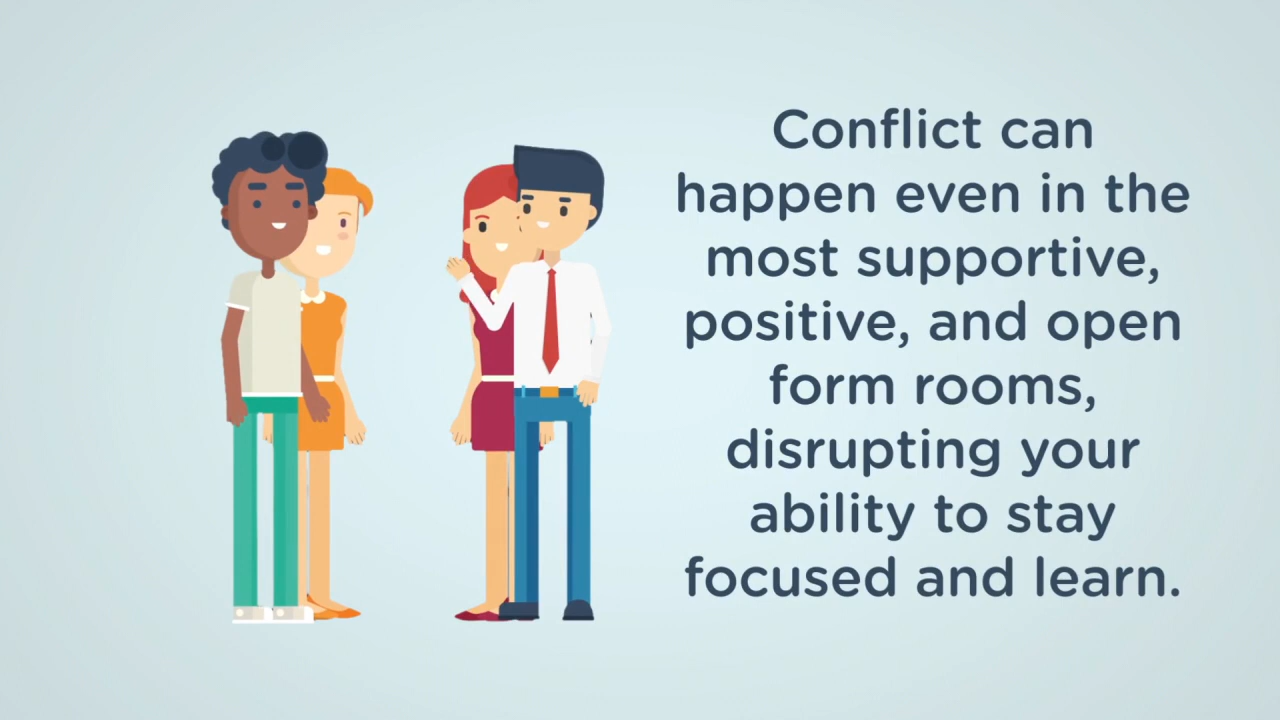 Conflict can
happen even in the
most supportive,
positive, and open
form rooms,
disrupting your
ability to stay
focused and learn.